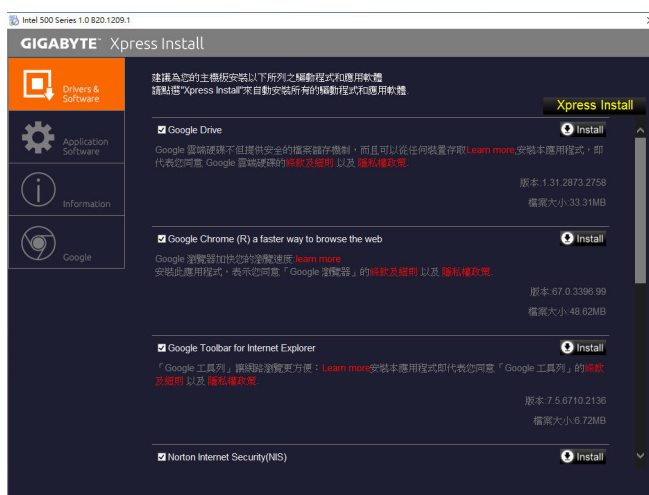 Intel 500 Series 1.0 B20.1209.1
GIGABYTE™ Xpress Install
Drivers &
Software
Application
Software
Information
Google
建議為您的主機板安裝以下所列之驅動程式和應用軟體
請點選"Xpress Install"來自動安裝所有的驅動程式和應用軟體.
Xpress Install
Google Drive
Install
Google 雲端硬碟不但提供安全的檔案儲存機制，而且可以從任何裝置存取Learn more,安裝本應用程式，即
代表您同意 Google 雲端硬碟的條款及細則 以及 隱私權政策.
版本:1.31.2873.2758
檔案大小:33.31MB
Google Chrome (R) a faster way to browse the web
Install
Google 瀏覽器加快您的瀏覽速度:learn more
安裝此應用程式，表示您同意「Google 瀏覽器」的條款及細則 以及 隱私權政策.
版本:67.0.3396.99
檔案大小:48.62MB
Google Toolbar for Internet Explorer
Install
「Google 工具列」讓網路瀏覽更方便：Learn more安裝本應用程式即代表您同意「Google 工具列」的條款
及細則 以及 隱私權政策.
版本:7.5.6710.2136
檔案大小:6.72MB
Norton Internet Security(NIS)
Install